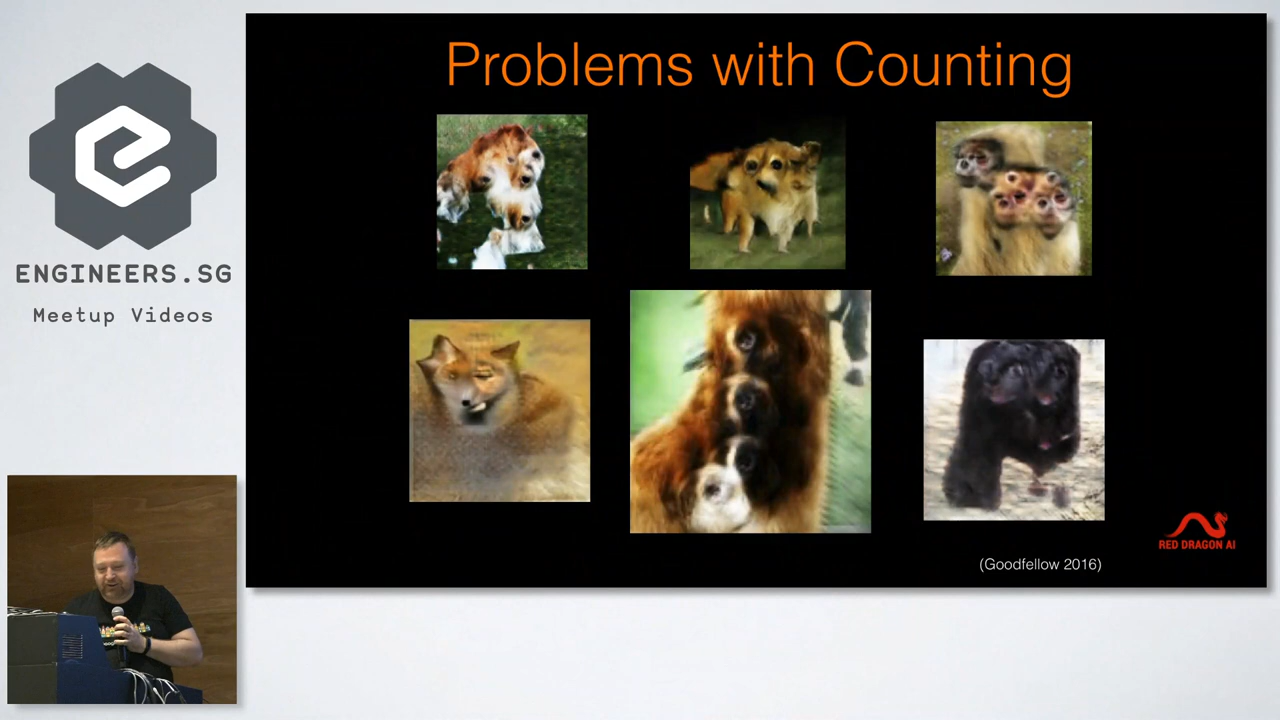 ENGINEERS.SG
Meetup Videos
Problems with Counting
(Goodfellow 2016)
RED DRAGON AI